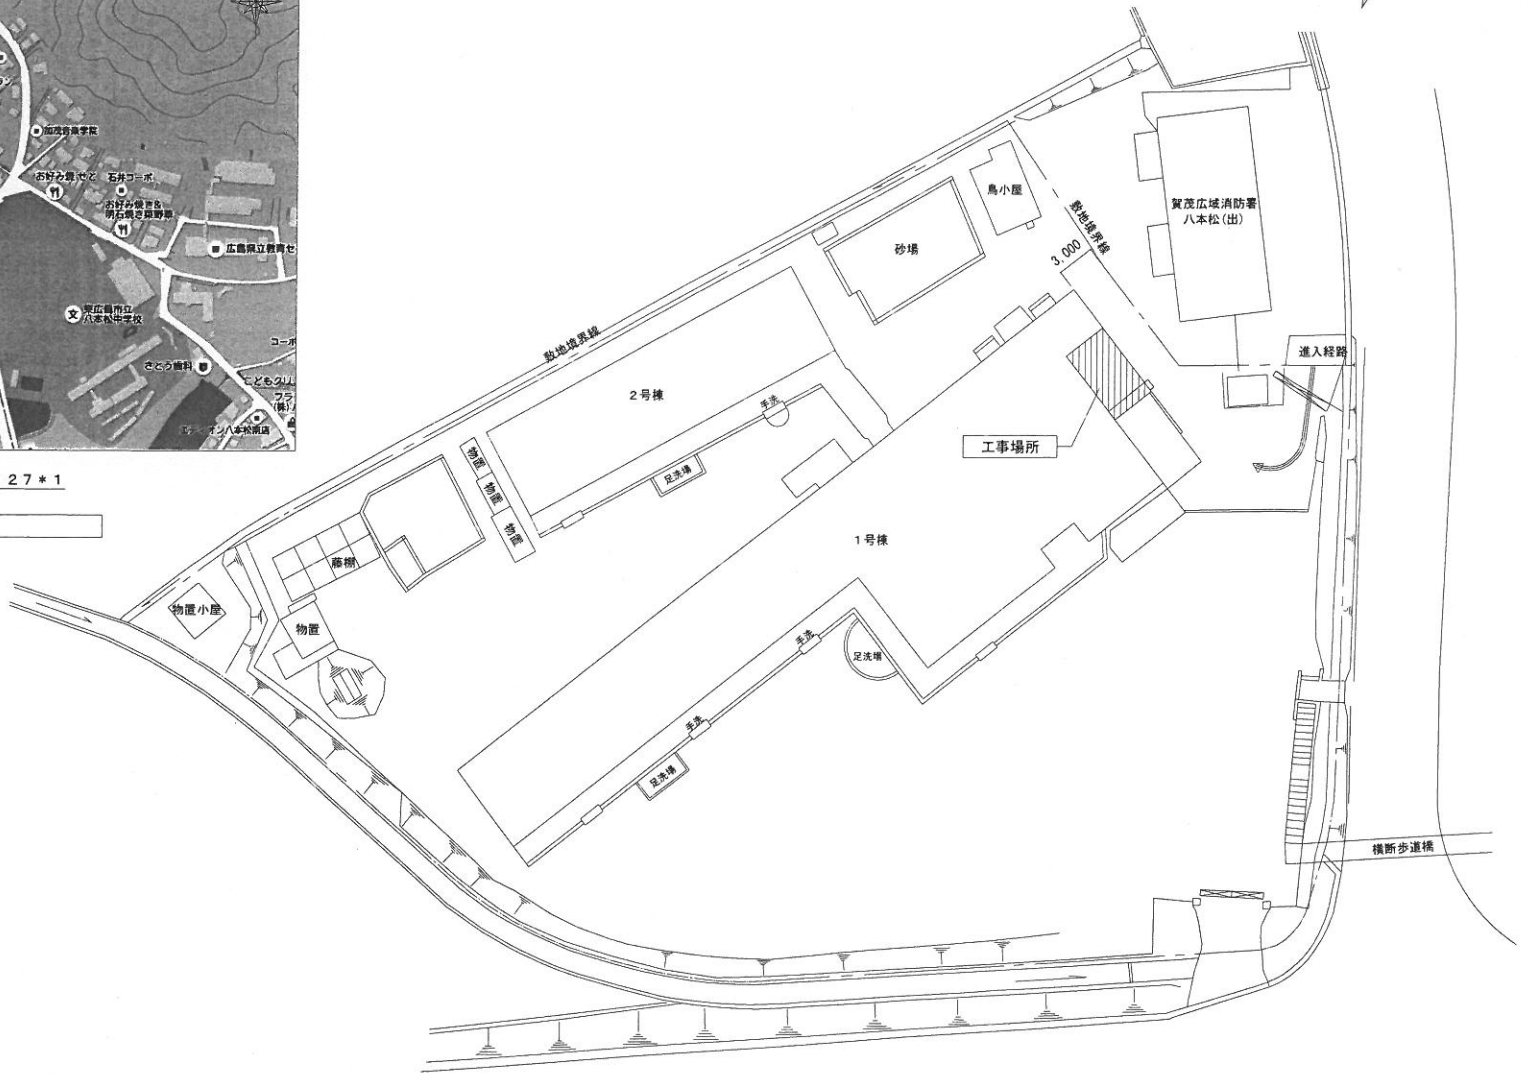 加茂音楽学院
お好み焼 せと
石井コーポ
お好み焼き&
明石焼き東野草
広島県立教育セ
東広島市立
八本松中学校
コーポ
さとう歯科
こどもクリニ
フラ
(株)
エディオン八本松南店
27*1
賀茂広域消防署
八本松(出)
鳥小屋
敷地境界線
3,000
砂場
敷地境界線
進入経路
2号棟
手洗
工事場所
物置
物置
物置
足洗場
1号棟
藤棚
物置小屋
物置
手洗
足洗場
手洗
足洗場
横断歩道橋